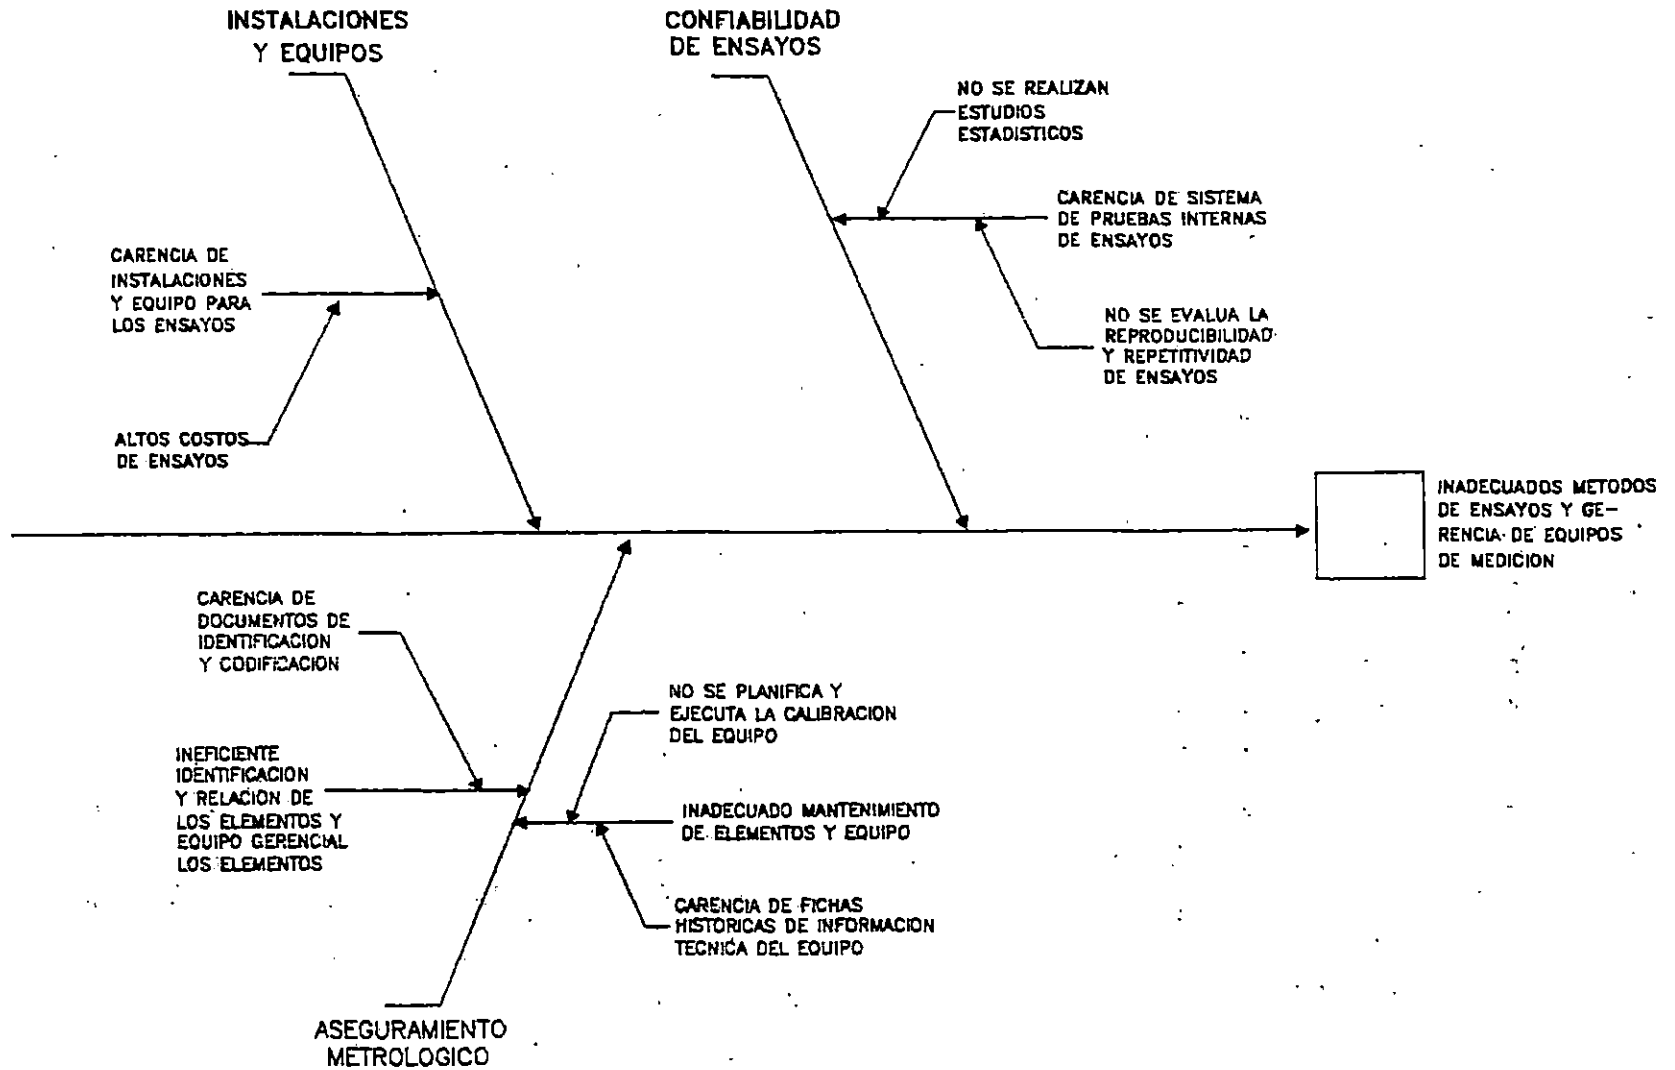 INSTALACIONES
Y EQUIPOS
CONFIABILIDAD
DE ENSAYOS
NO SE REALIZAN
ESTUDIOS
ESTADISTICOS
CARENCIA DE SISTEMA
DE PRUEBAS INTERNAS
DE ENSAYOS
CARENCIA DE
INSTALACIONES
Y EQUIPO PARA
LOS ENSAYOS
NO SE EVALUA LA
REPRODUCIBILIDAD
Y REPETITIVIDAD
DE ENSAYOS
ALTOS COSTOS
DE ENSAYOS
INADECUADOS METODOS
DE ENSAYOS Y GE-
RENCIA DE EQUIPOS
DE MEDICION
CARENCIA DE
DOCUMENTOS DE
IDENTIFICACION
Y CODIFICACION
NO SE PLANIFICA Y
EJECUTA LA CALIBRACION
DEL EQUIPO
INEFICIENTE
IDENTIFICACION
Y RELACION DE
LOS ELEMENTOS Y
EQUIPO GERENCIAL
LOS ELEMENTOS
INADECUADO MANTENIMIENTO
DE ELEMENTOS Y EQUIPO
CARENCIA DE FICHAS
HISTORICAS DE INFORMACION
TECNICA DEL EQUIPO
ASEGURAMIENTO
METROLOGICO